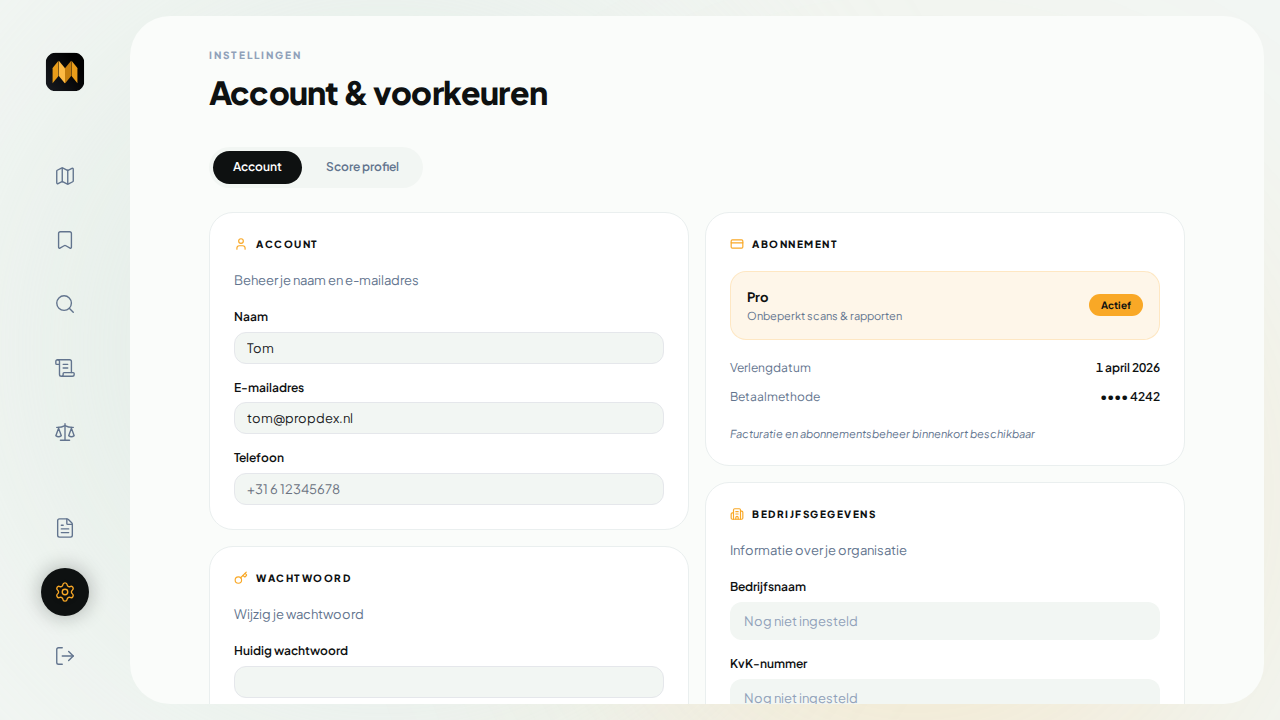 INSTELLINGEN
Account & voorkeuren
Account
Score profiel
ACCOUNT
Beheer je naam en e-mailadres
Naam
Tom
E-mailadres
tom@propdex.nl
Telefoon
+31 6 12345678
WACHTWOORD
Wijzig je wachtwoord
Huidig wachtwoord
ABONNEMENT
Pro
Onbeperkt scans & rapporten
Actief
Verlengdatum 1 april 2026
Betaalmethode •••• 4242
Facturatie en abonnementsbeheer binnenkort beschikbaar
BEDRIJFSGEGEVENS
Informatie over je organisatie
Bedrijfsnaam
Nog niet ingesteld
KvK-nummer
Nog niet ingesteld